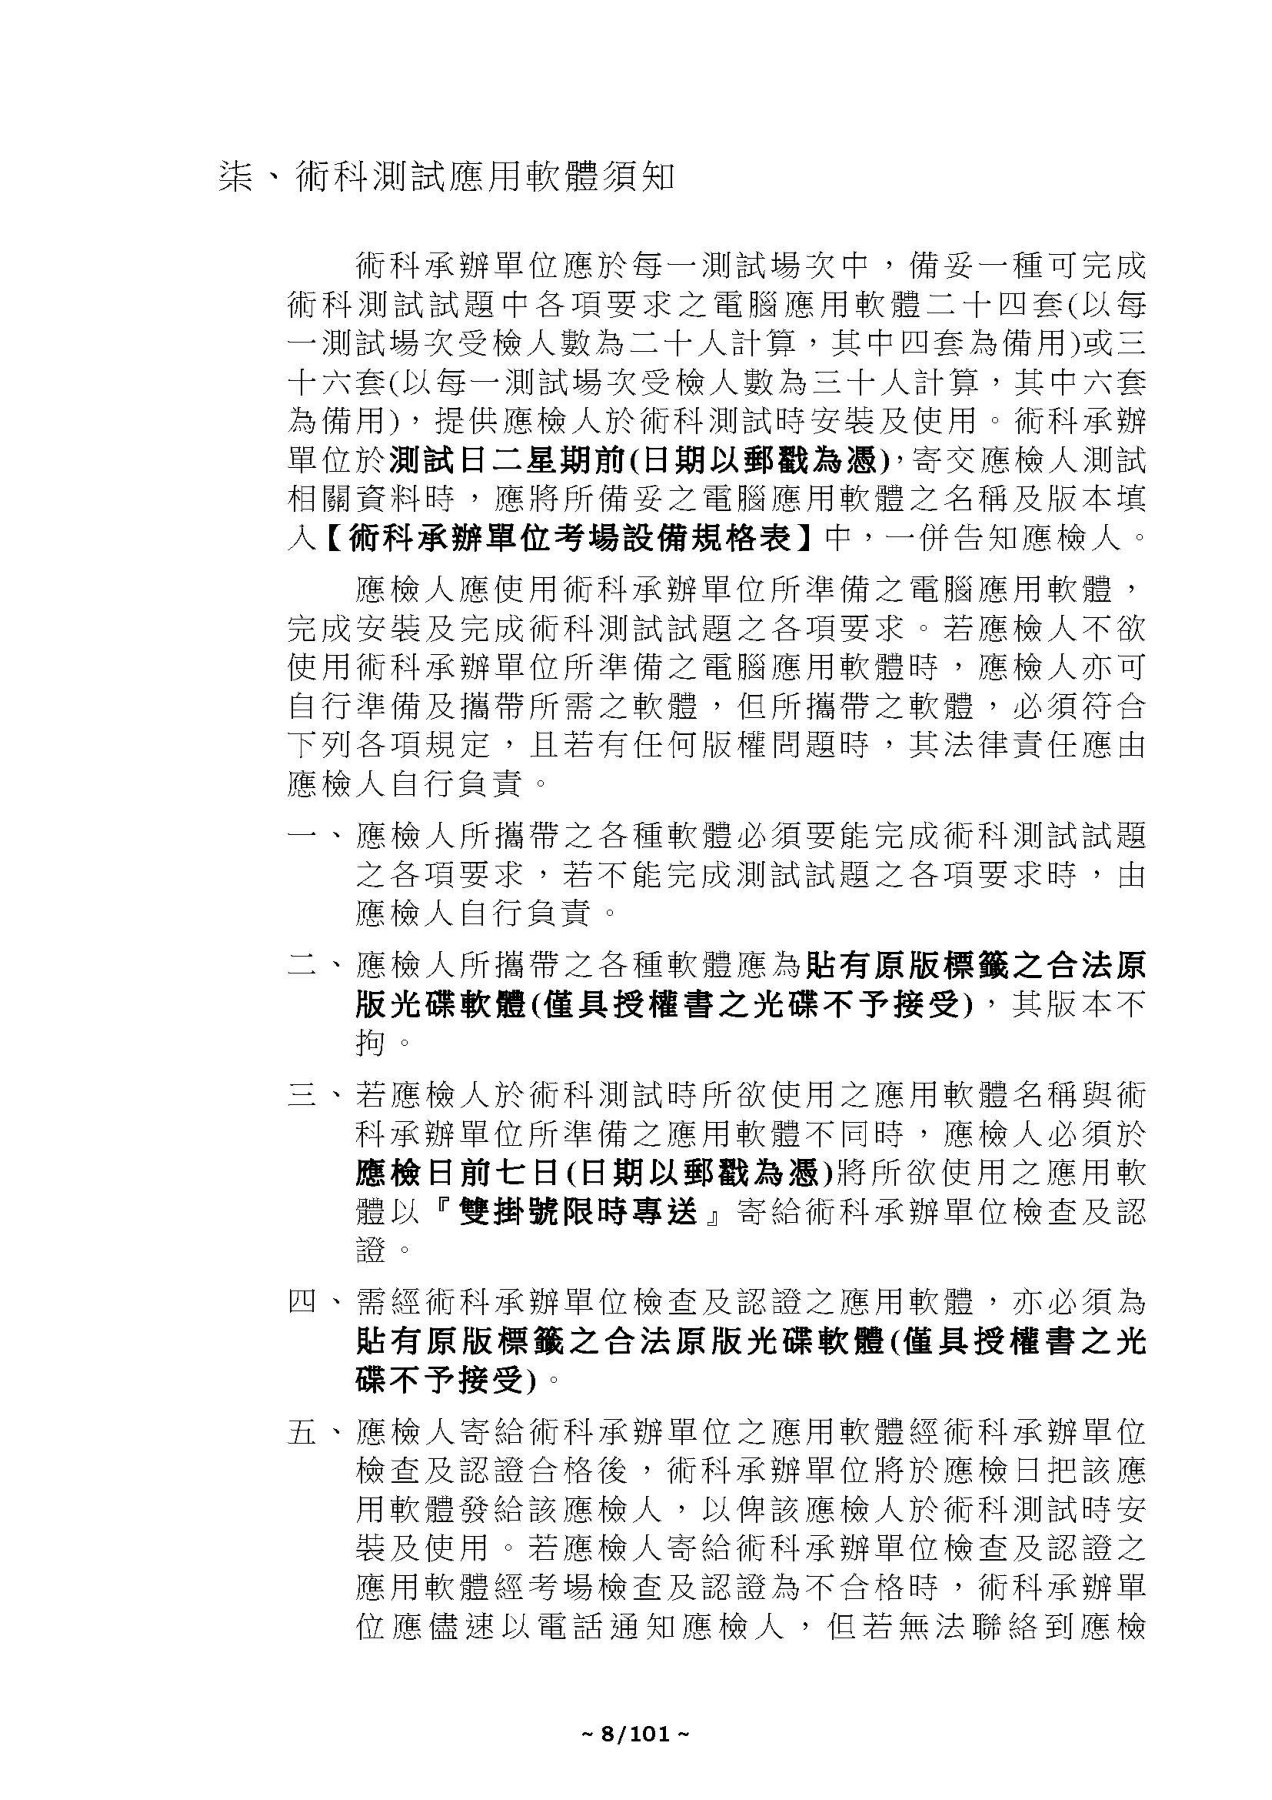 柒、術科測試應用軟體須知
術科承辦單位應於每一測試場次中，備妥一種可完成
術科測試試題中各項要求之電腦應用軟體二十四套(以每
一測試場次受檢人數為二十人計算，其中四套為備用)或三
十六套(以每一測試場次受檢人數為三十人計算，其中六套
為備用)，提供應檢人於術科測試時安裝及使用。術科承辦
單位於測試日二星期前(日期以郵戳為憑)，寄交應檢人測試
相關資料時，應將所備妥之電腦應用軟體之名稱及版本填
入【術科承辦單位考場設備規格表】中，一併告知應檢人。
應檢人應使用術科承辦單位所準備之電腦應用軟體，
完成安裝及完成術科測試試題之各項要求。若應檢人不欲
使用術科承辦單位所準備之電腦應用軟體時，應檢人亦可
自行準備及攜帶所需之軟體，但所攜帶之軟體，必須符合
下列各項規定，且若有任何版權問題時，其法律責任應由
應檢人自行負責。
一、應檢人所攜帶之各種軟體必須要能完成術科測試試題
之各項要求，若不能完成測試試題之各項要求時，由
應檢人自行負責。
二、應檢人所攜帶之各種軟體應為貼有原版標籤之合法原
版光碟軟體(僅具授權書之光碟不予接受)，其版本不
拘。
三、若應檢人於術科測試時所欲使用之應用軟體名稱與術
科承辦單位所準備之應用軟體不同時，應檢人必須於
應檢日前七日(日期以郵戳為憑)將所欲使用之應用軟
體以『雙掛號限時專送』寄給術科承辦單位檢查及認
證。
四、需經術科承辦單位檢查及認證之應用軟體，亦必須為
貼有原版標籤之合法原版光碟軟體(僅具授權書之光
碟不予接受)。
五、應檢人寄給術科承辦單位之應用軟體經術科承辦單位
檢查及認證合格後，術科承辦單位將於應檢日把該應
用軟體發給該應檢人，以俾該應檢人於術科測試時安
裝及使用。若應檢人寄給術科承辦單位檢查及認證之
應用軟體經考場檢查及認證為不合格時，術科承辦單
位應儘速以電話通知應檢人，但若無法聯絡到應檢
~ 8/101 ~